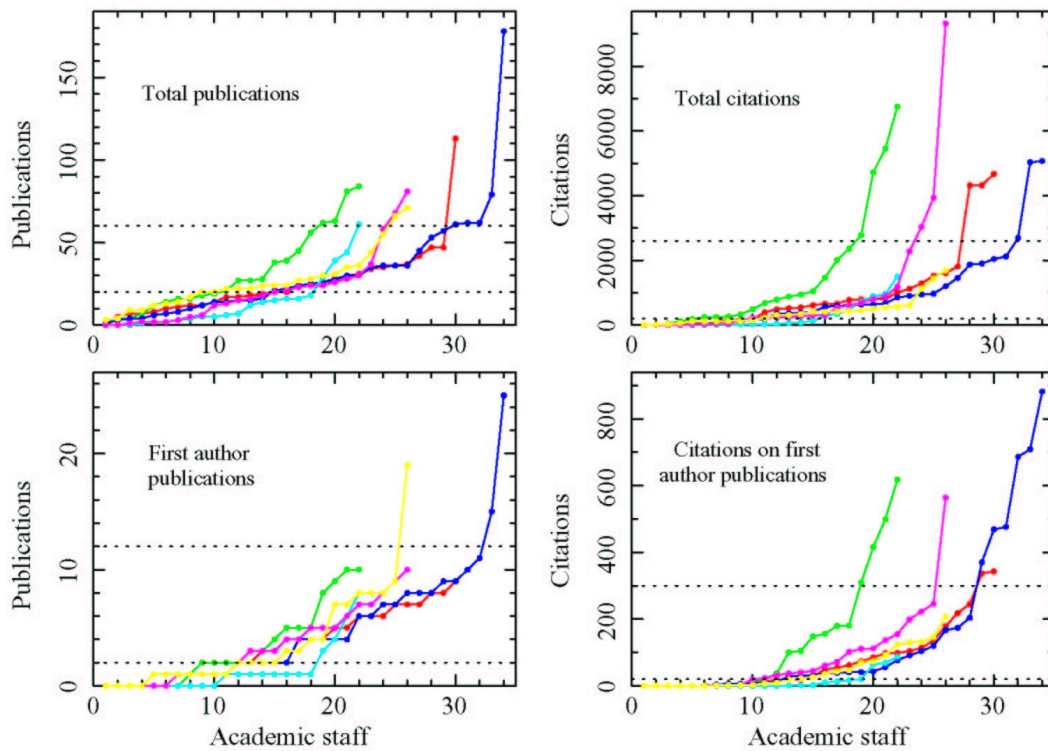 Publications
150
100
50
0
Total publications
0
10
20
30
Citations
8000
6000
4000
2000
0
Total citations
0
10
20
30
Publications
20
10
0
First author
publications
0
10
20
30
Academic staff
Citations
800
600
400
200
0
Citations on first
author publications
0
10
20
30
Academic staff